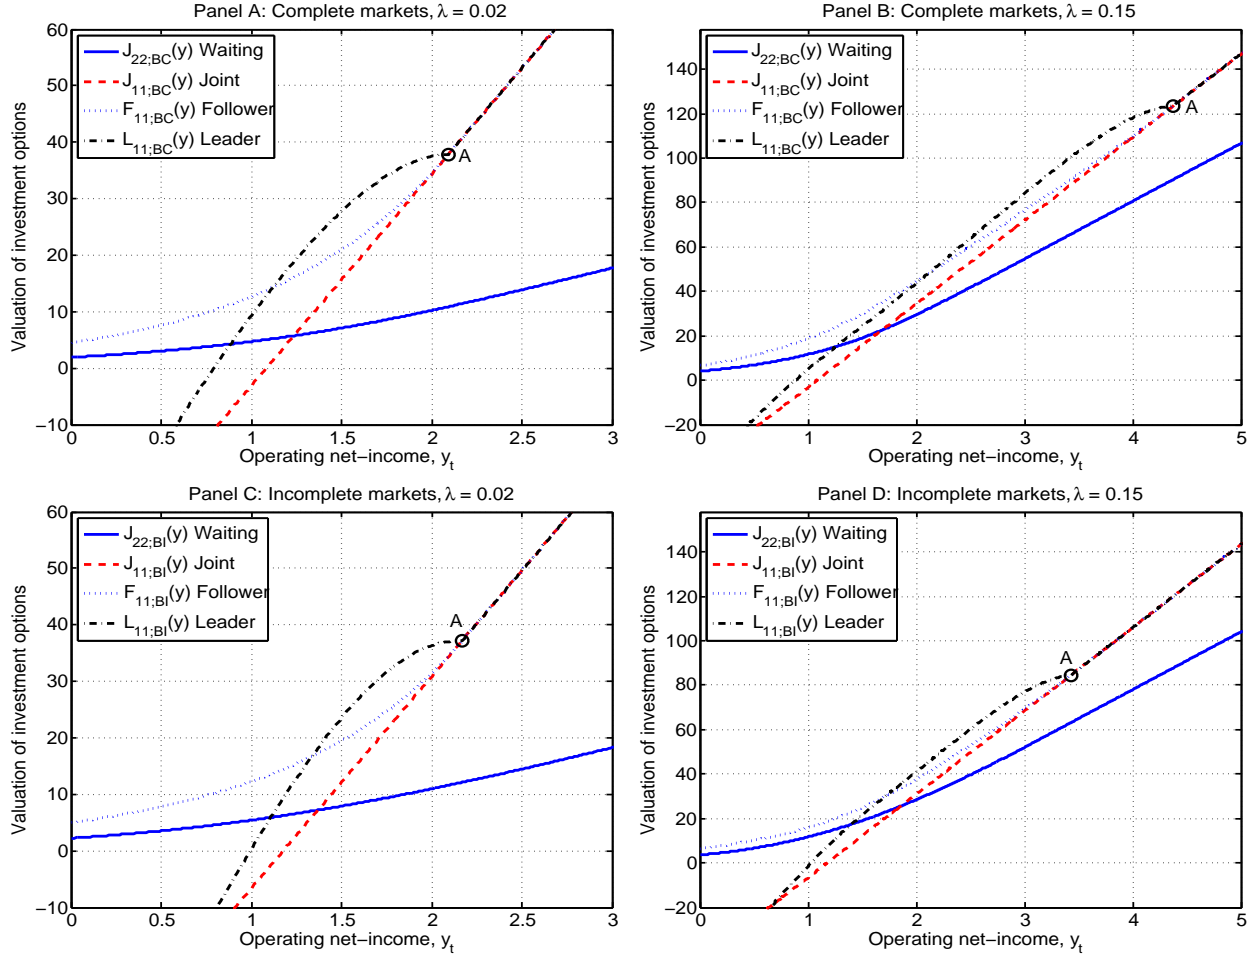 Panel A: Complete markets, λ = 0.02
60
50
40
30
20
10
0
−10
Valuation of investment options
J22;BC(y) Waiting
J11;BC(y) Joint
F11;BC(y) Follower
L11;BC(y) Leader
A
0
0.5
1
1.5
2
2.5
3
Operating net−income, yt
Panel B: Complete markets, λ = 0.15
140
120
100
80
60
40
20
0
−20
Valuation of investment options
J22;BC(y) Waiting
J11;BC(y) Joint
F11;BC(y) Follower
L11;BC(y) Leader
A
0
1
2
3
4
5
Operating net−income, yt
Panel C: Incomplete markets, λ = 0.02
60
50
40
30
20
10
0
−10
Valuation of investment options
J22;BI(y) Waiting
J11;BI(y) Joint
F11;BI(y) Follower
L11;BI(y) Leader
A
0
0.5
1
1.5
2
2.5
3
Operating net−income, yt
Panel D: Incomplete markets, λ = 0.15
140
120
100
80
60
40
20
0
−20
Valuation of investment options
J22;BI(y) Waiting
J11;BI(y) Joint
F11;BI(y) Follower
L11;BI(y) Leader
A
0
1
2
3
4
5
Operating net−income, yt